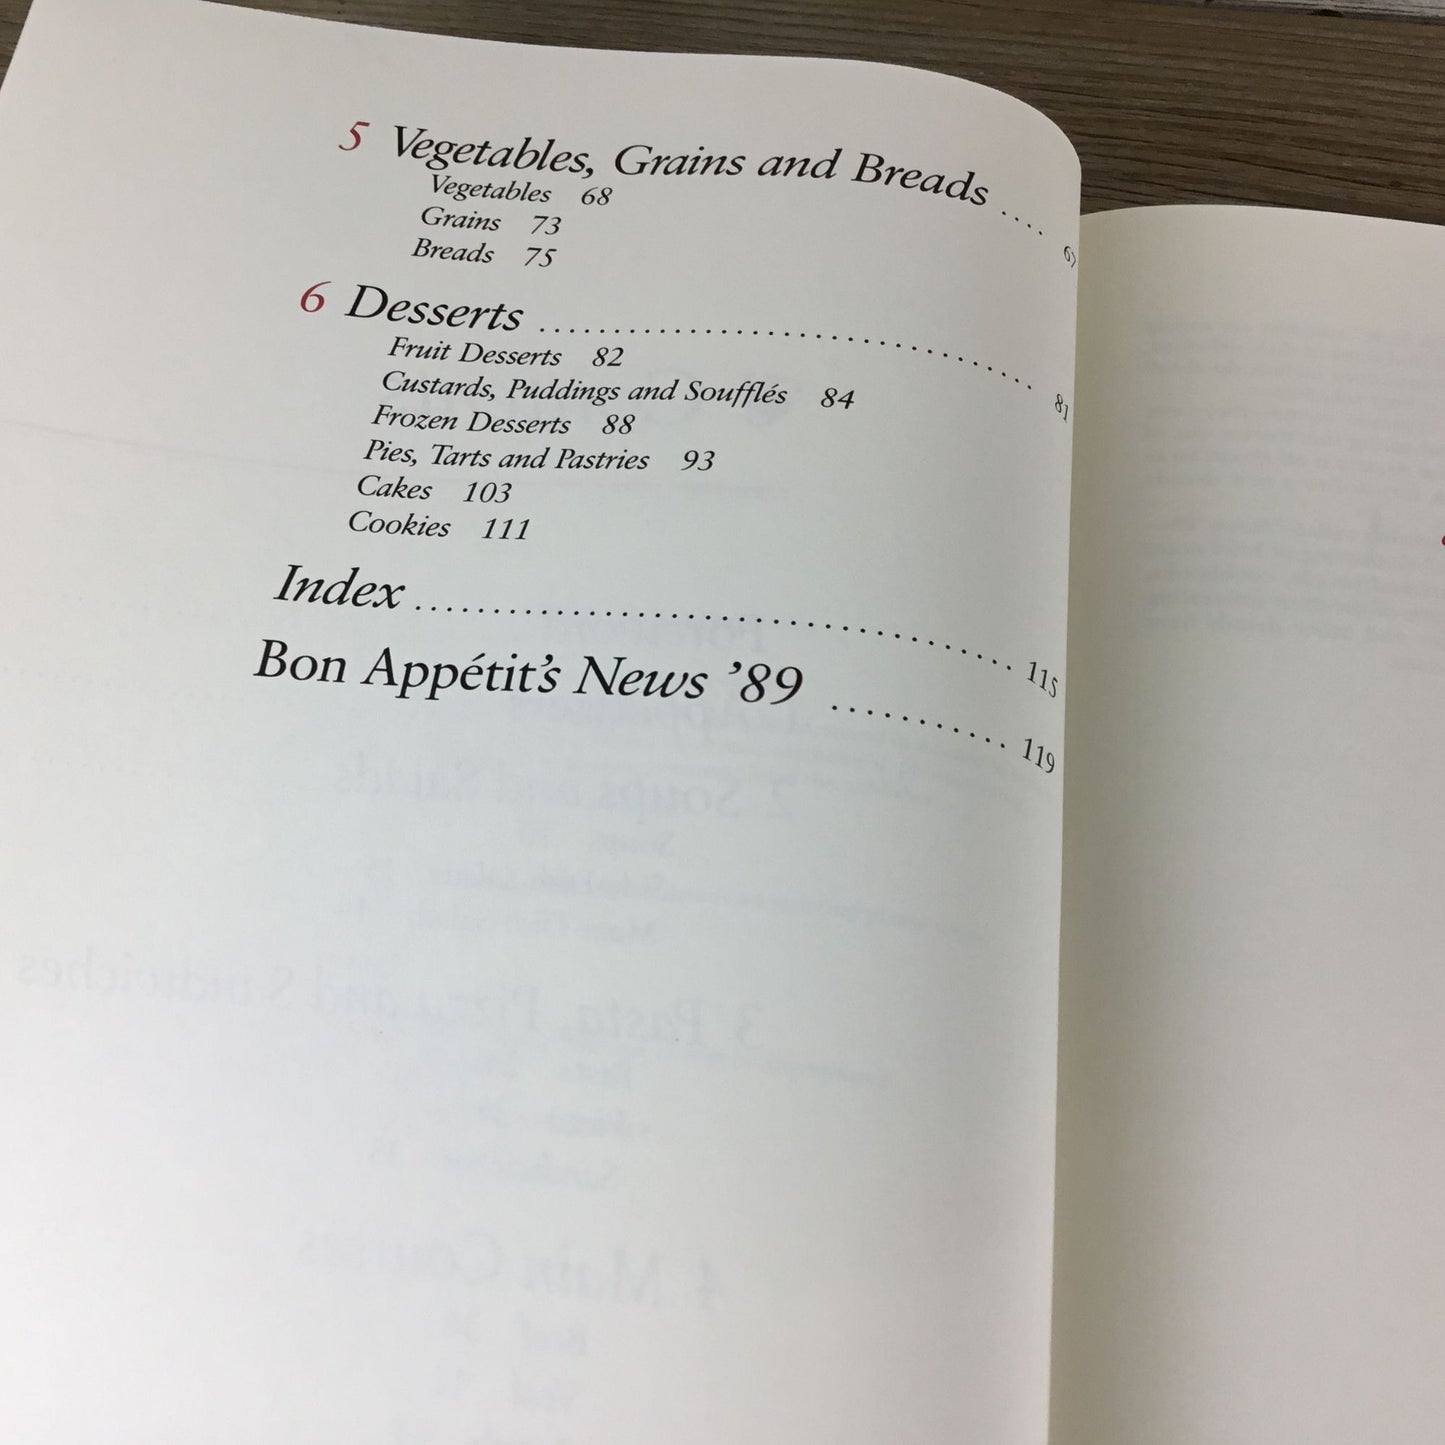 5 Vegetables, Grains and Breads ....
Vegetables 68
Grains 73
Breads 75
6 Desserts .................................... 81
Fruit Desserts 82
Custards, Puddings and Soufflés 84
Frozen Desserts 88
Pies, Tarts and Pastries 93
Cakes 103
Cookies 111
Index .......................................... 115
Bon Appétit's News '89 ............ 119